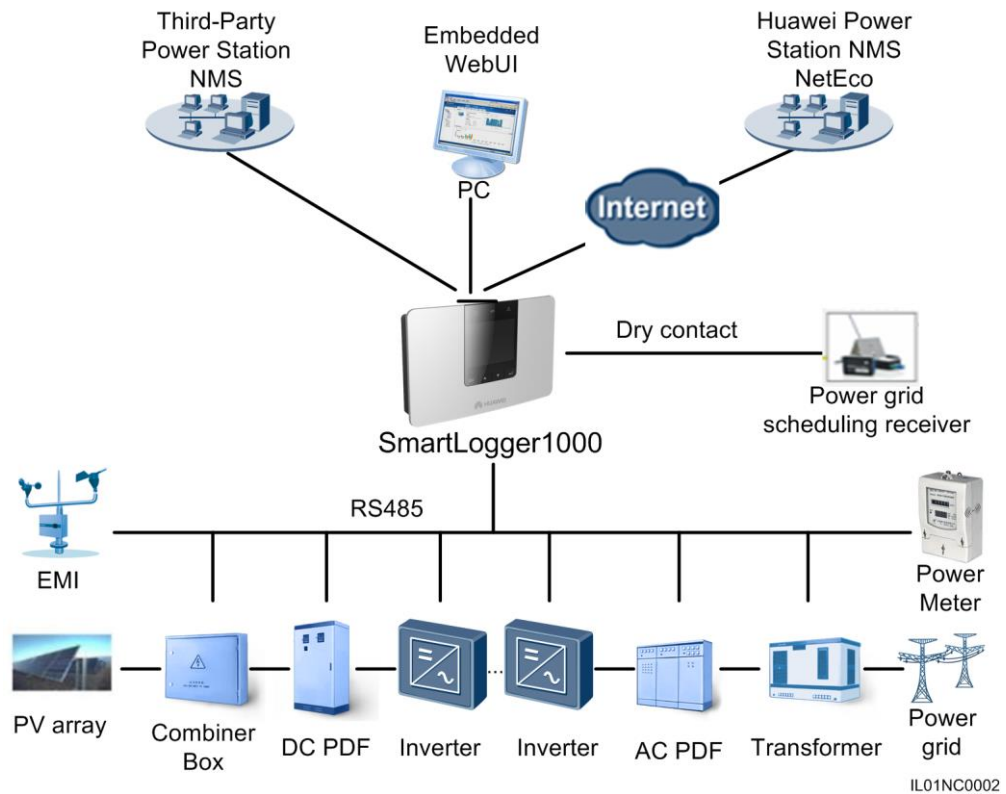 Third-Party
Power Station
NMS
Embedded
WebUI
Huawei Power
Station NMS
NetEco
PC
Internet
Dry contact
Power grid
scheduling receiver
HUAWEI
SmartLogger1000
RS485
EMI
Power
Meter
PV array
Combiner
Box
DC PDF
Inverter
...
Inverter
AC PDF
Transformer
Power
grid
IL01NC0002